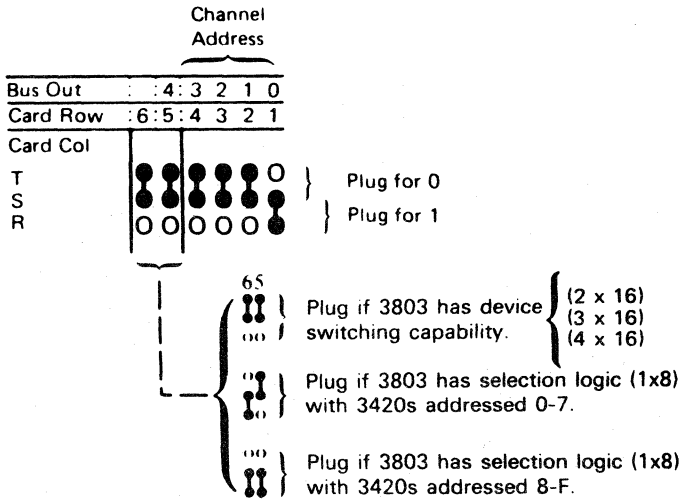 Channel
Address
Bus Out : :4: 3 2 1 0
Card Row :6:5: 4 3 2 1
Card Col
T
S
R
Plug for 0
Plug for 1
65
Plug if 3803 has device
switching capability.
(2 x 16)
(3 x 16)
(4 x 16)
Plug if 3803 has selection logic (1x8)
with 3420s addressed 0-7.
Plug if 3803 has selection logic (1x8)
with 3420s addressed 8-F.